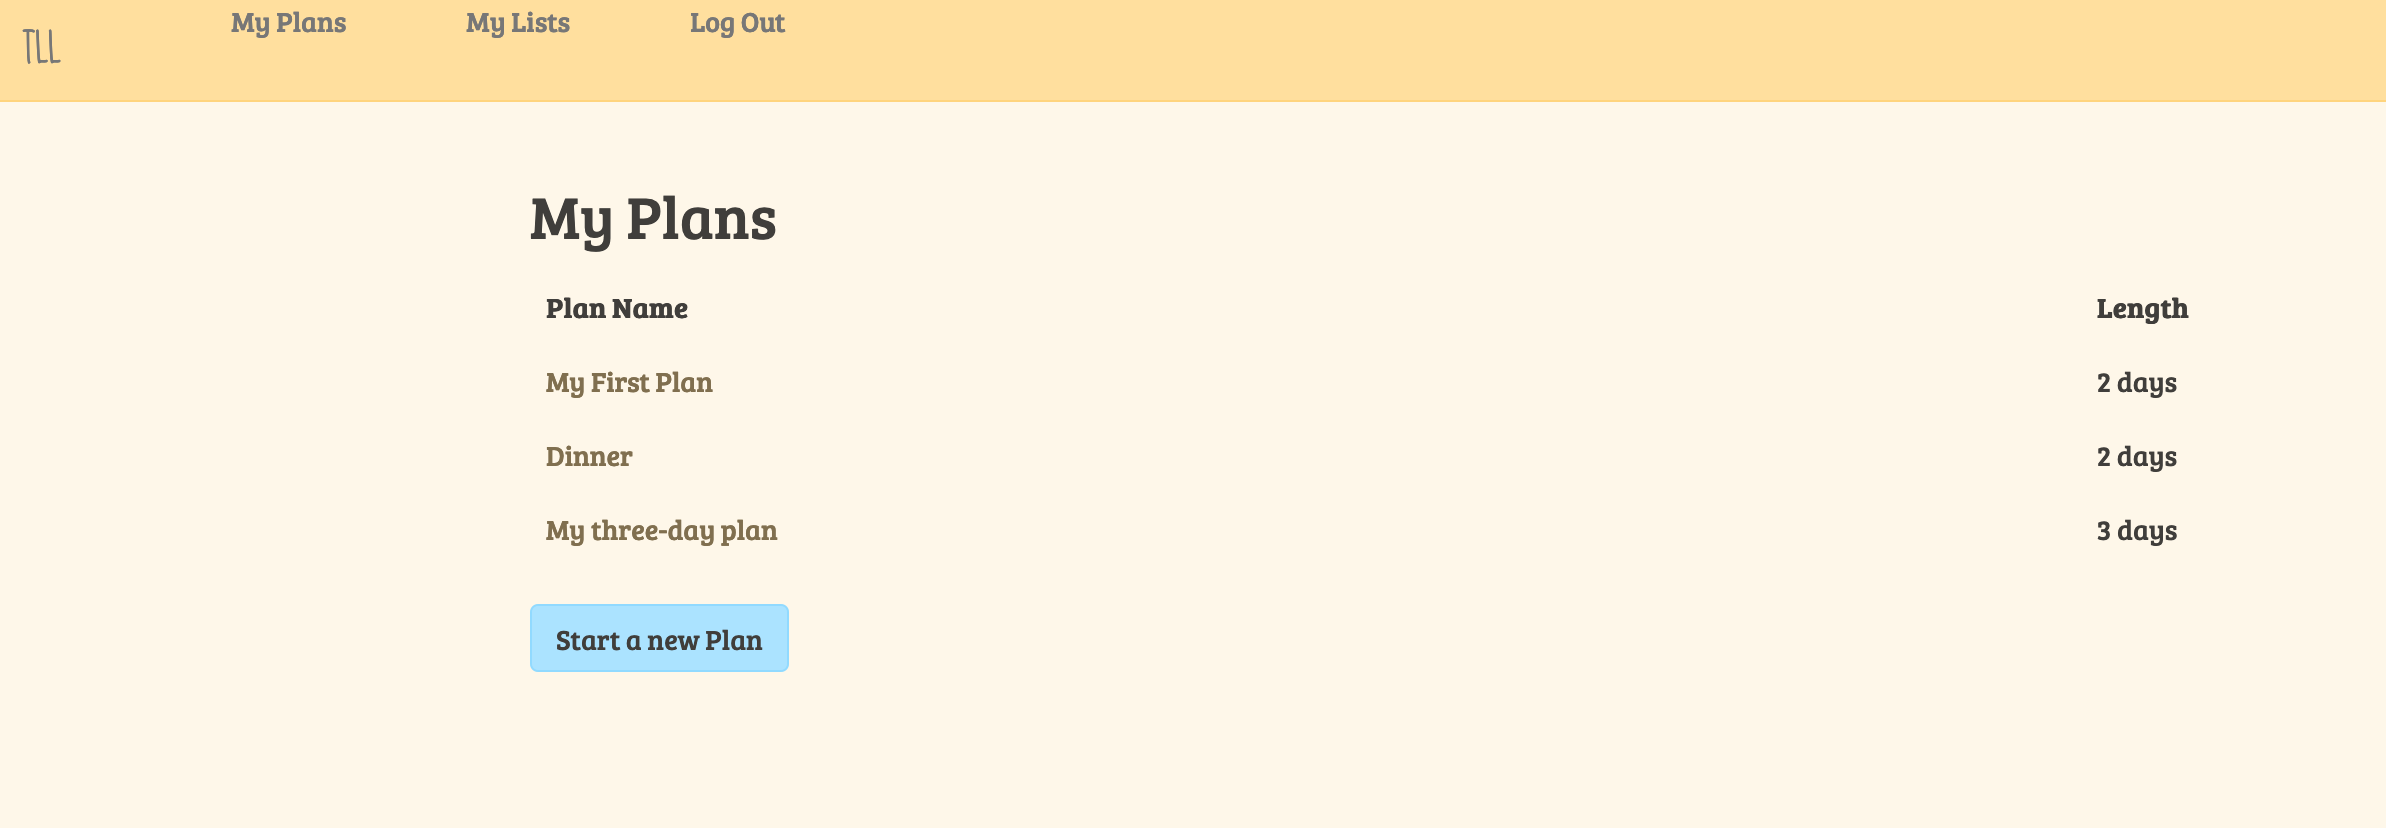 TLL My Plans My Lists Log Out
My Plans
Plan Name Length
My First Plan 2 days
Dinner 2 days
My three-day plan 3 days
Start a new Plan